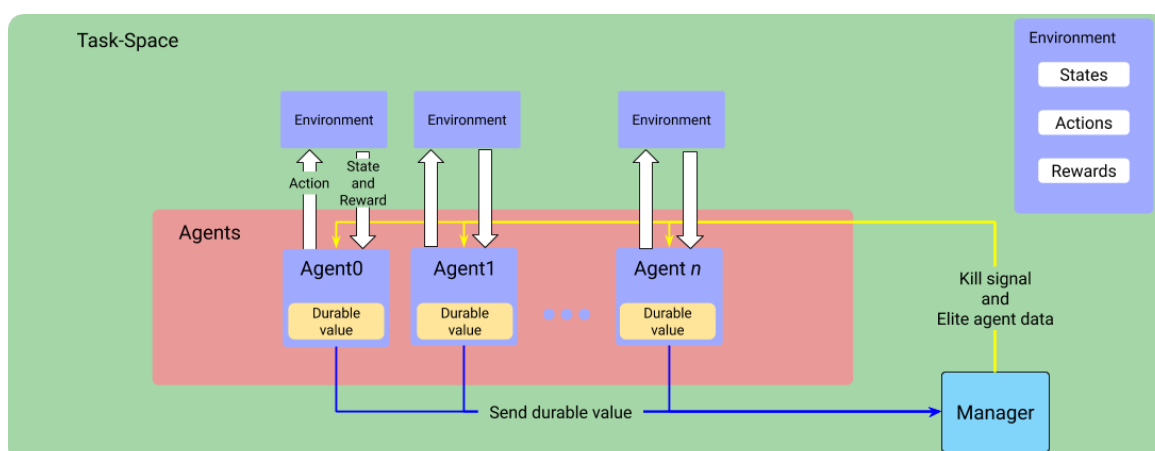 Task-Space
Environment
States
Actions
Rewards
Environment
Environment
Environment
Action
State
and
Reward
Agents
Agent0
Agent1
Agent n
Durable
value
Durable
value
Durable
value
Kill signal
and
Elite agent data
Send durable value
Manager